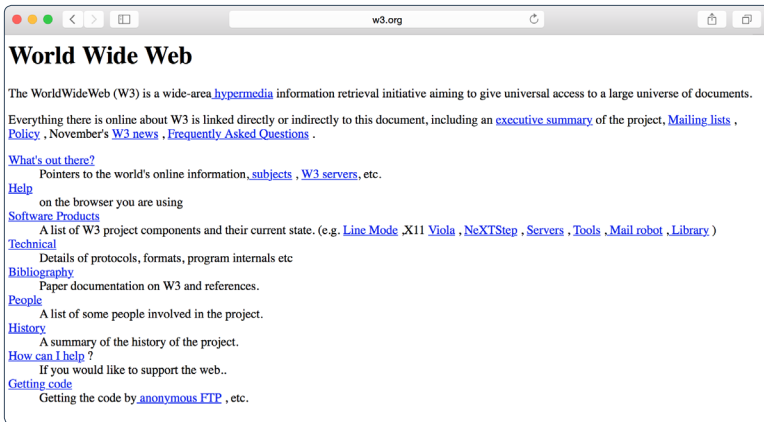 w3.org
World Wide Web
The WorldWideWeb (W3) is a wide-area hypermedia information retrieval initiative aiming to give universal access to a large universe of documents.
Everything there is online about W3 is linked directly or indirectly to this document, including an executive summary of the project, Mailing lists ,
Policy , November's W3 news , Frequently Asked Questions .
What's out there?
Pointers to the world's online information, subjects , W3 servers, etc.
Help
on the browser you are using
Software Products
A list of W3 project components and their current state. (e.g. Line Mode ,X11 Viola , NeXTStep , Servers , Tools , Mail robot , Library )
Technical
Details of protocols, formats, program internals etc
Bibliography
Paper documentation on W3 and references.
People
A list of some people involved in the project.
History
A summary of the history of the project.
How can I help ?
If you would like to support the web..
Getting code
Getting the code by anonymous FTP , etc.